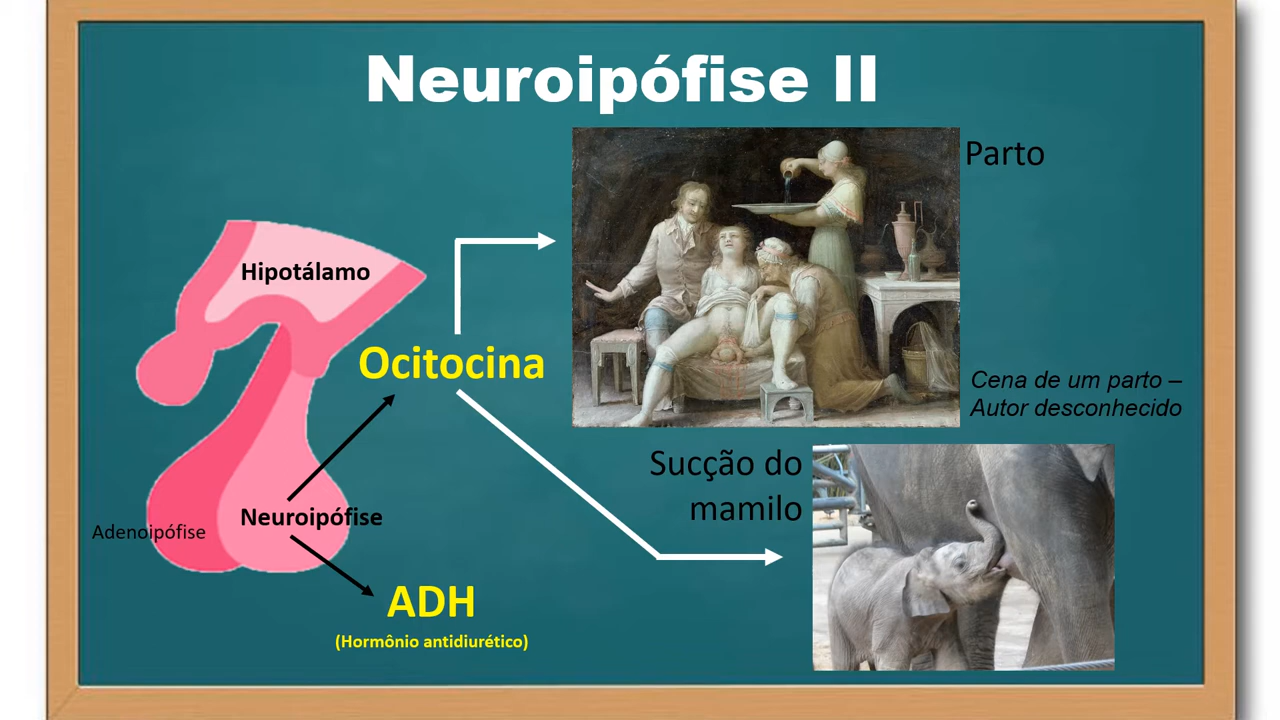 Neuroipófise II
Parto
Hipotálamo
Ocitocina
Cena de um parto –
Autor desconhecido
Sucção do
mamilo
Neuroipófise
Adenoipófise
ADH
(Hormônio antidiurético)